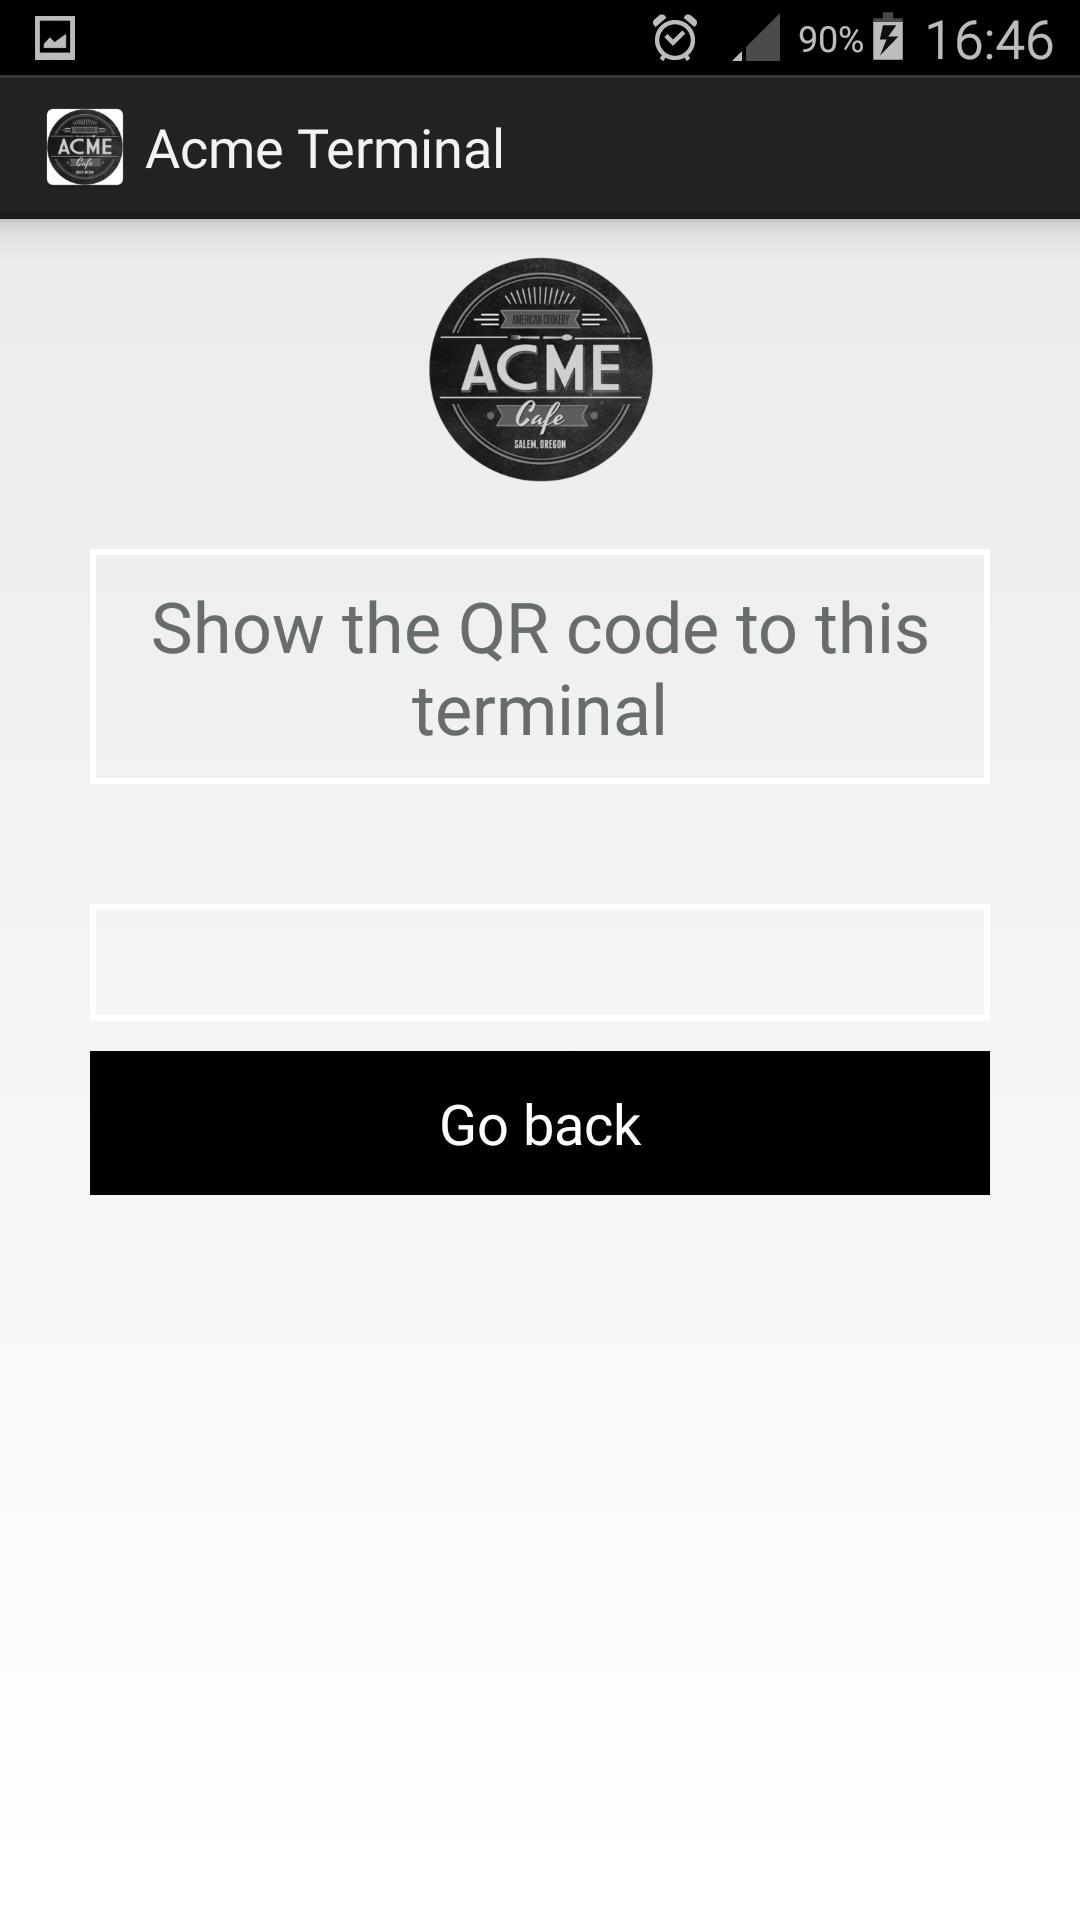 90% 16:46
ACME
Cafe
Acme Terminal
AMERICAN COOKERY
ACME
Cafe
SALEM, OREGON
Show the QR code to this
terminal
Go back